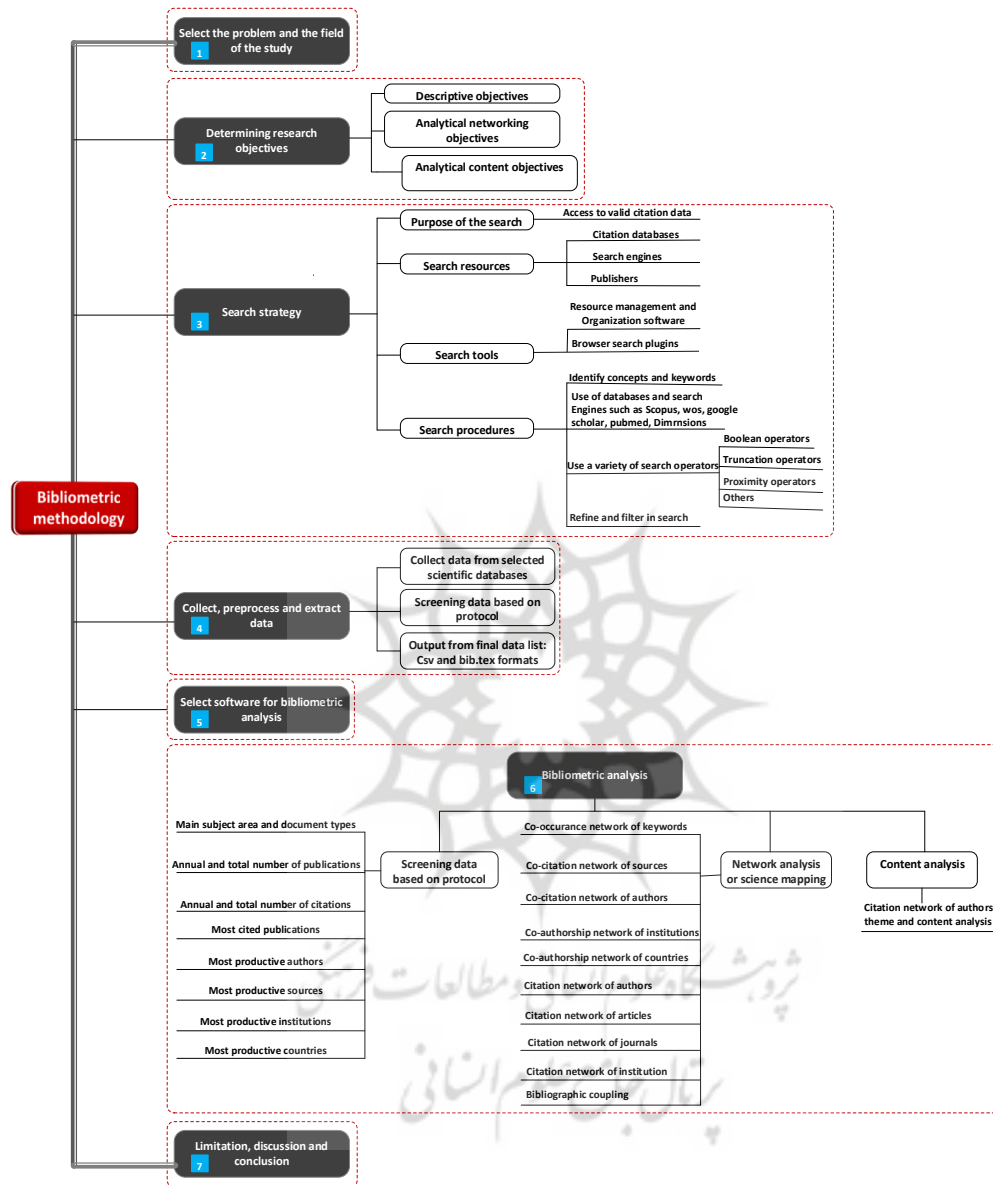 Select the problem and the field
of the study
1
Determining research
objectives
2
Descriptive objectives
Analytical networking
objectives
Analytical content objectives
Search strategy
3
Purpose of the search
Access to valid citation data
Search resources
Citation databases
Search engines
Publishers
Search tools
Resource management and
Organization software
Browser search plugins
Search procedures
Identify concepts and keywords
Use of databases and search
Engines such as Scopus, wos, google
scholar, pubmed, Dimrnsions
Use a variety of search operators
Boolean operators
Truncation operators
Proximity operators
Others
Refine and filter in search
Bibliometric
methodology
Collect, preprocess and extract
data
4
Collect data from selected
scientific databases
Screening data based on
protocol
Output from final data list:
Csv and bib.tex formats
Select software for bibliometric
analysis
5
Bibliometric analysis
6
Screening data
based on protocol
Main subject area and document types
Annual and total number of publications
Annual and total number of citations
Most cited publications
Most productive authors
Most productive sources
Most productive institutions
Most productive countries
Network analysis
or science mapping
Co-occurance network of keywords
Co-citation network of sources
Co-citation network of authors
Co-authorship network of institutions
Co-authorship network of countries
Citation network of authors
Citation network of articles
Citation network of journals
Citation network of institution
Bibliographic coupling
Content analysis
Citation network of authors
theme and content analysis
پژوهشگاه علوم انسانی و مطالعات فرهنگی
پرتال جامع علوم انسانی
Limitation, discussion and
conclusion
7